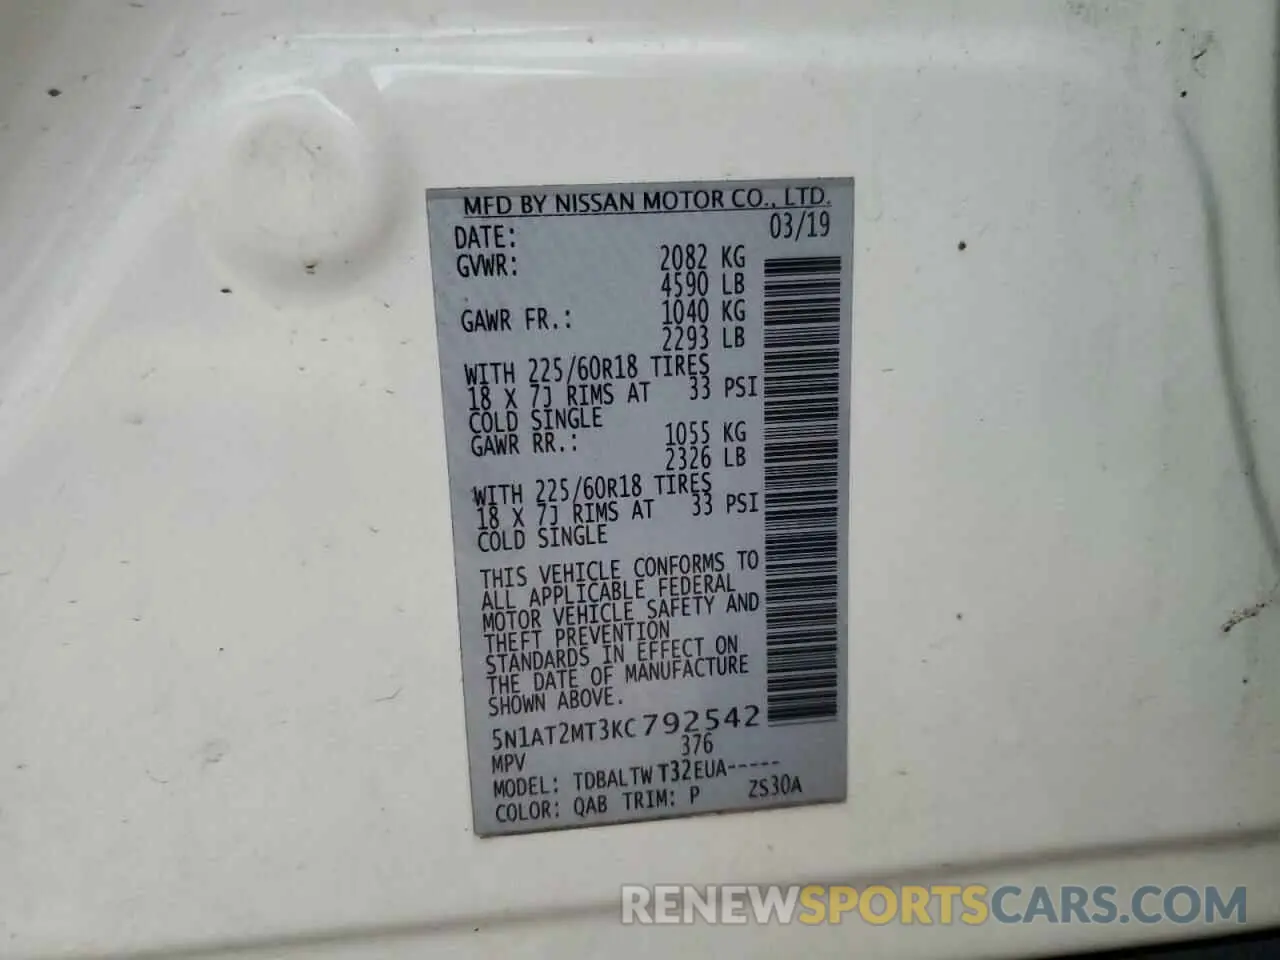 MFD BY NISSAN MOTOR CO., LTD.
DATE: 03/19
GVWR: 2082 KG
4590 LB
GAWR FR.: 1040 KG
2293 LB
WITH 225/60R18 TIRES
18 X 7J RIMS AT 33 PSI
COLD SINGLE
GAWR RR.: 1055 KG
2326 LB
WITH 225/60R18 TIRES
18 X 7J RIMS AT 33 PSI
COLD SINGLE
THIS VEHICLE CONFORMS TO
ALL APPLICABLE FEDERAL
MOTOR VEHICLE SAFETY AND
THEFT PREVENTION
STANDARDS IN EFFECT ON
THE DATE OF MANUFACTURE
SHOWN ABOVE.
5N1AT2MT3KC792542
MPV 376
MODEL: TDBALTWT32EUA-----
COLOR: QAB TRIM: P ZS30A
RENEWSPORTSCARS.COM